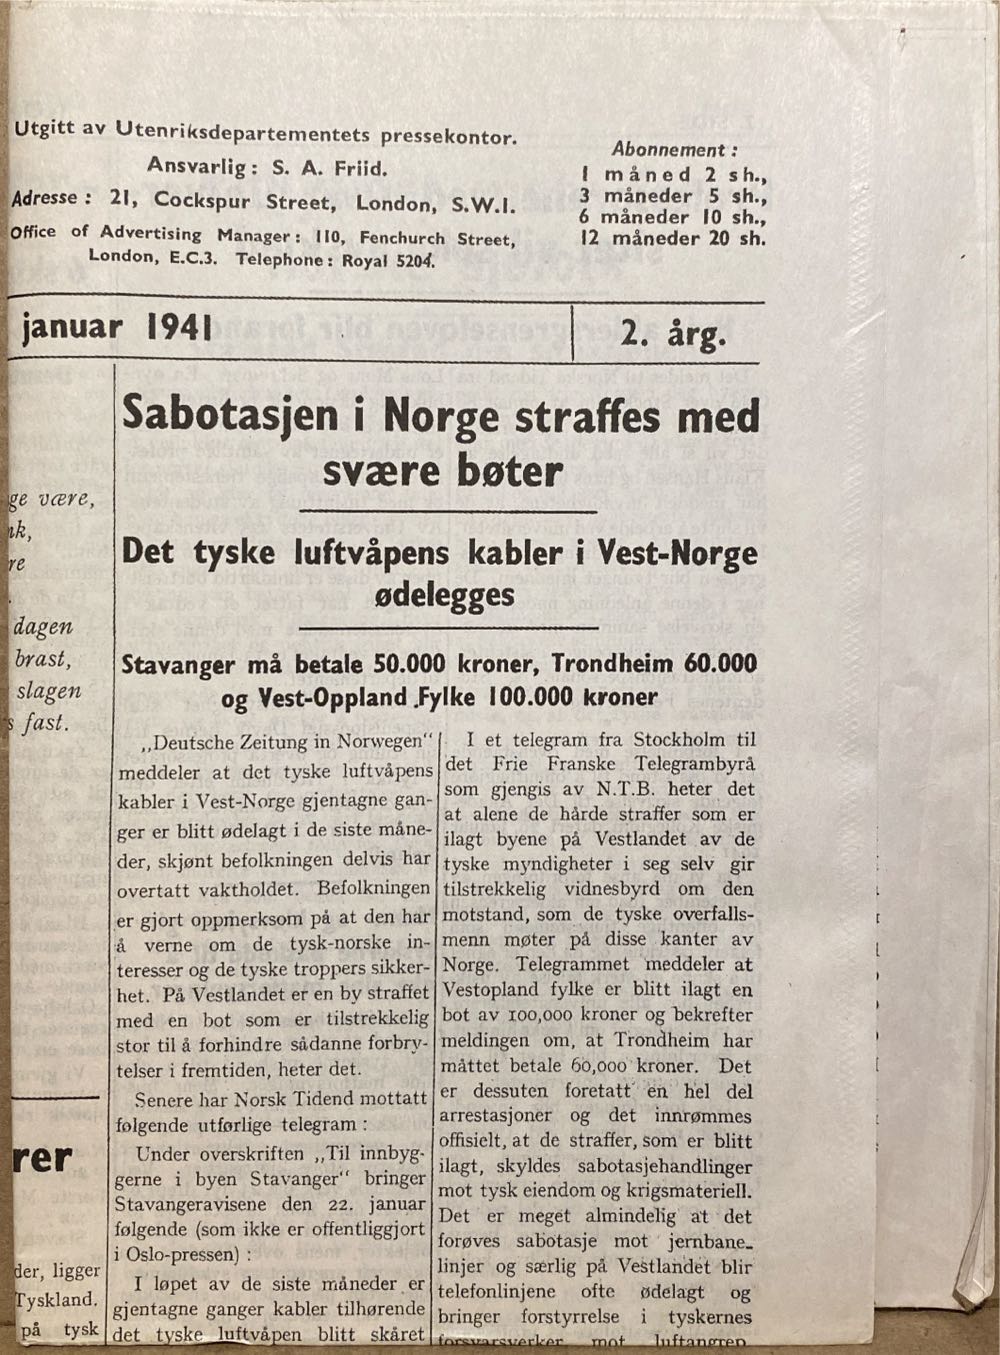 Utgitt av Utenriksdepartementets pressekontor.
Ansvarlig: S. A. Friid.
Adresse: 21, Cockspur Street, London, S.W.1.
Office of Advertising Manager: 110, Fenchurch Street,
London, E.C.3. Telephone: Royal 5204.
Abonnement:
1 måned 2 sh.,
3 måneder 5 sh.,
6 måneder 10 sh.,
12 måneder 20 sh.
januar 1941
2. årg.
ge være,
re
dagen
brast,
slagen
s fast.
rer
der, ligger
Tyskland.
på tysk
Sabotasjen i Norge straffes med
svære bøter
Det tyske luftvåpens kabler i Vest-Norge
ødelegges
Stavanger må betale 50.000 kroner, Trondheim 60.000
og Vest-Oppland Fylke 100.000 kroner
„Deutsche Zeitung in Norwegen“
meddeler at det tyske luftvåpens
kabler i Vest-Norge gjentagne gan-
ger er blitt ødelagt i de siste måne-
der, skjønt befolkningen delvis har
overtatt vaktholdet. Befolkningen
er gjort oppmerksom på at den har
å verne om de tysk-norske in-
teresser og de tyske troppers sikker-
het. På Vestlandet er en by straffet
med en bot som er tilstrekkelig
stor til å forhindre sådanne forbry-
telser i fremtiden, heter det.
Senere har Norsk Tidend mottatt
følgende utførlige telegram :
Under overskriften „Til innbyg-
gerne i byen Stavanger“ bringer
Stavangeravisene den 22. januar
følgende (som ikke er offentliggjort
i Oslo-pressen) :
I løpet av de siste måneder er
gjentagne ganger kabler tilhørende
det tyske luftvåpen blitt skåret
I et telegram fra Stockholm til
det Frie Franske Telegrambyrå
som gjengis av N.T.B. heter det
at alene de hårde straffer som er
ilagt byene på Vestlandet av de
tyske myndigheter i seg selv gir
tilstrekkelig vidnesbyrd om den
motstand, som de tyske overfalls-
menn møter på disse kanter av
Norge. Telegrammet meddeler at
Vestopland fylke er blitt ilagt en
bot av 100,000 kroner og bekrefter
meldingen om, at Trondheim har
måttet betale 60,000 kroner. Det
er dessuten foretatt en hel del
arrestasjoner og det innrømmes
offisielt, at de straffer, som er blitt
ilagt, skyldes sabotasjehandlinger
mot tysk eiendom og krigsmateriell.
Det er meget almindelig at det
forøves sabotasje mot jernbane-
linjer og særlig på Vestlandet blir
telefonlinjene ofte ødelagt og
bringer forstyrrelse i tyskernes
forsvarsverker mot luftangrep